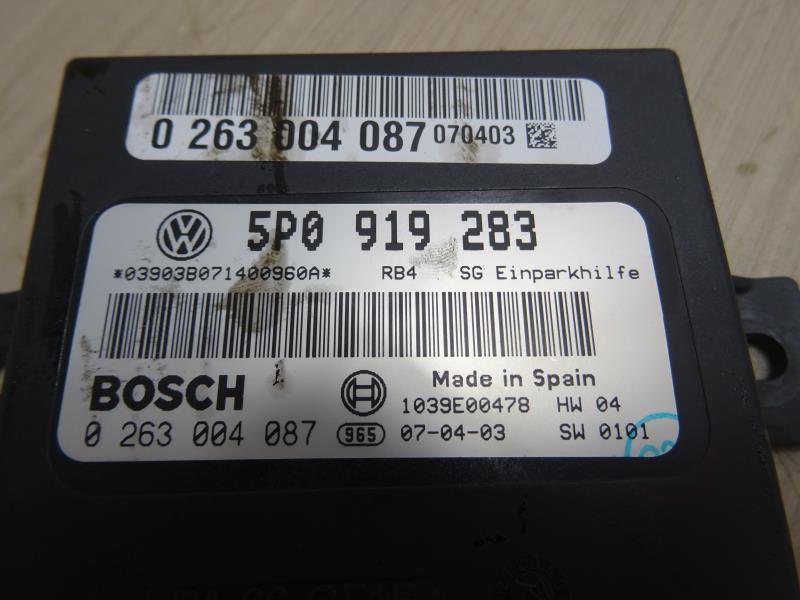 0 263 004 087 070403
5P0 919 283
*03903B071400960A* RB4 SG Einparkhilfe
BOSCH
Made in Spain
1039E00478 HW 04
0 263 004 087 965 07-04-03 SW 0101